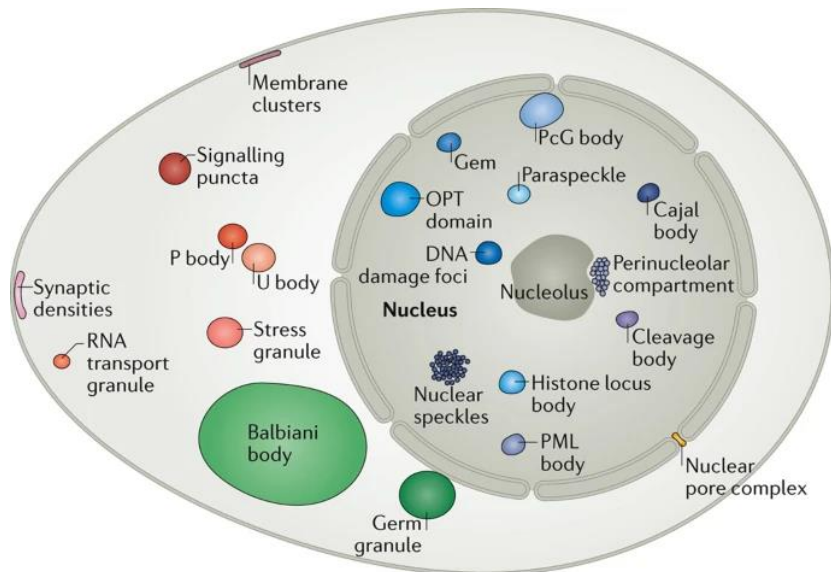 Membrane
clusters
Signalling
puncta
P body
U body
Synaptic
densities
RNA
transport
granule
Stress
granule
Balbiani
body
Germ
granule
PcG body
Gem
Paraspeckle
OPT
domain
Cajal
body
DNA
damage foci
Nucleolus
Perinucleolar
compartment
Nucleus
Cleavage
body
Nuclear
speckles
Histone locus
body
PML
body
Nuclear
pore complex